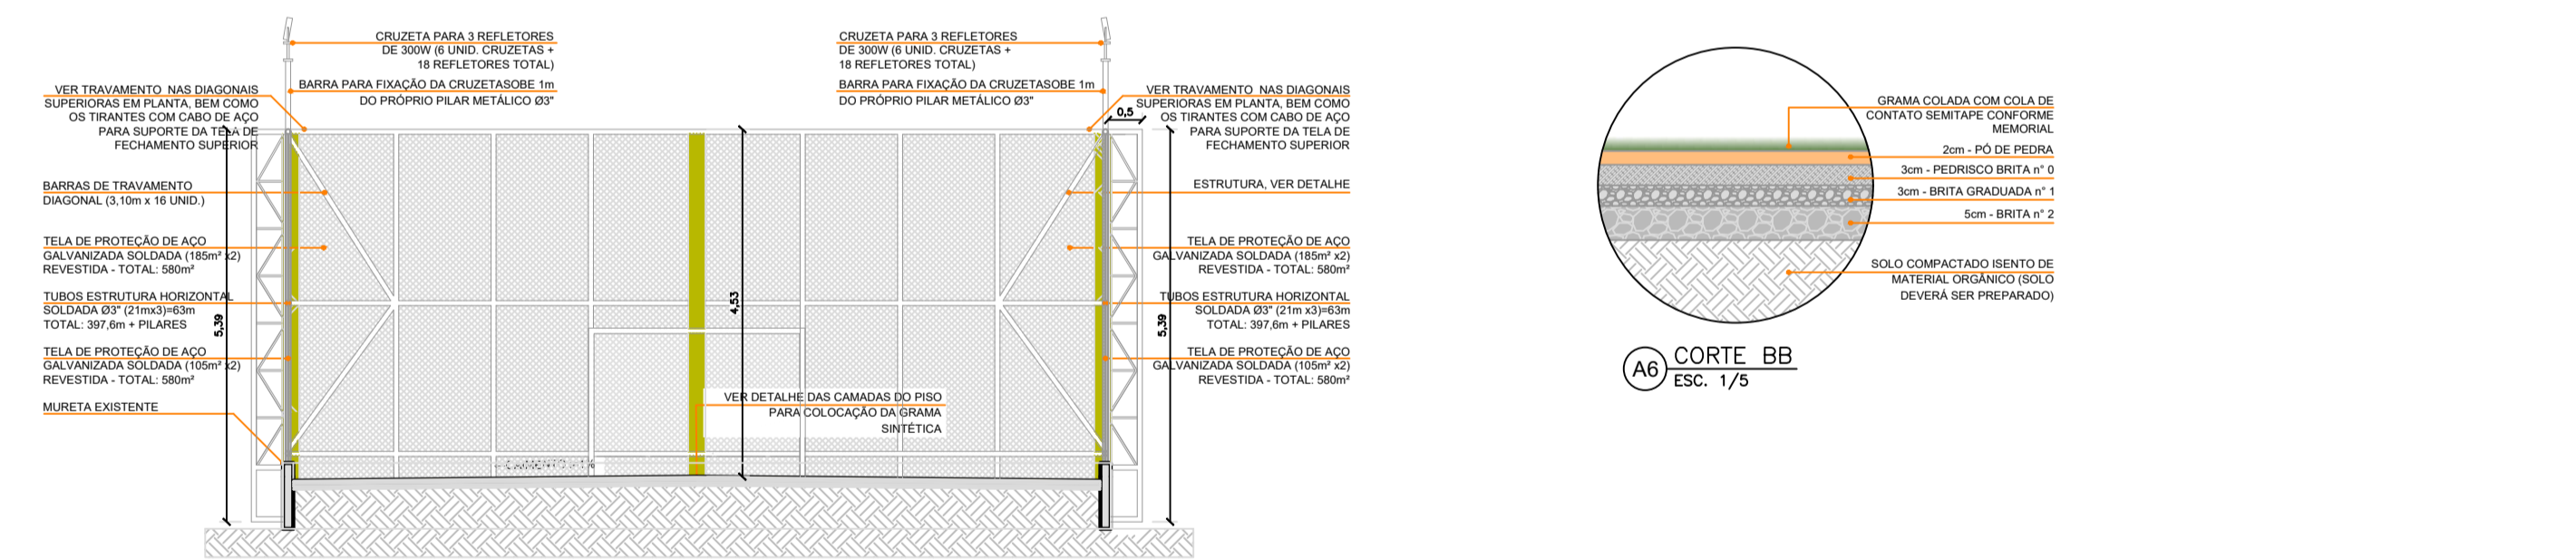 CRUZETA PARA 3 REFLETORES
DE 300W (6 UNID. CRUZETAS +
18 REFLETORES TOTAL)
BARRA PARA FIXAÇÃO DA CRUZETASOBE 1m
DO PRÓPRIO PILAR METÁLICO Ø3"
VER TRAVAMENTO NAS DIAGONAIS
SUPERIORAS EM PLANTA, BEM COMO
OS TIRANTES COM CABO DE AÇO
PARA SUPORTE DA TELA DE
FECHAMENTO SUPERIOR
BARRAS DE TRAVAMENTO
DIAGONAL (3,10m x 16 UNID.)
TELA DE PROTEÇÃO DE AÇO
GALVANIZADA SOLDADA (185m² x2)
REVESTIDA - TOTAL: 580m²
TUBOS ESTRUTURA HORIZONTAL
SOLDADA Ø3" (21mx3)=63m
TOTAL: 397,6m + PILARES
5,39
TELA DE PROTEÇÃO DE AÇO
GALVANIZADA SOLDADA (105m² x2)
REVESTIDA - TOTAL: 580m²
MURETA EXISTENTE
4,53
VER DETALHE DAS CAMADAS DO PISO
PARA COLOCAÇÃO DA GRAMA
SINTÉTICA
CRUZETA PARA 3 REFLETORES
DE 300W (6 UNID. CRUZETAS +
18 REFLETORES TOTAL)
BARRA PARA FIXAÇÃO DA CRUZETASOBE 1m
DO PRÓPRIO PILAR METÁLICO Ø3"
VER TRAVAMENTO NAS DIAGONAIS
SUPERIORAS EM PLANTA, BEM COMO
0,5
OS TIRANTES COM CABO DE AÇO
PARA SUPORTE DA TELA DE
FECHAMENTO SUPERIOR
ESTRUTURA, VER DETALHE
TELA DE PROTEÇÃO DE AÇO
GALVANIZADA SOLDADA (185m² x2)
REVESTIDA - TOTAL: 580m²
TUBOS ESTRUTURA HORIZONTAL
SOLDADA Ø3" (21m x3)=63m
TOTAL: 397,6m + PILARES
5,39
TELA DE PROTEÇÃO DE AÇO
GALVANIZADA SOLDADA (105m² x2)
REVESTIDA - TOTAL: 580m²
GRAMA COLADA COM COLA DE
CONTATO SEMITAPE CONFORME
MEMORIAL
2cm - PÓ DE PEDRA
3cm - PEDRISCO BRITA n° 0
3cm - BRITA GRADUADA n° 1
5cm - BRITA n° 2
SOLO COMPACTADO ISENTO DE
MATERIAL ORGÂNICO (SOLO
DEVERÁ SER PREPARADO)
A6 CORTE BB
ESC. 1/5